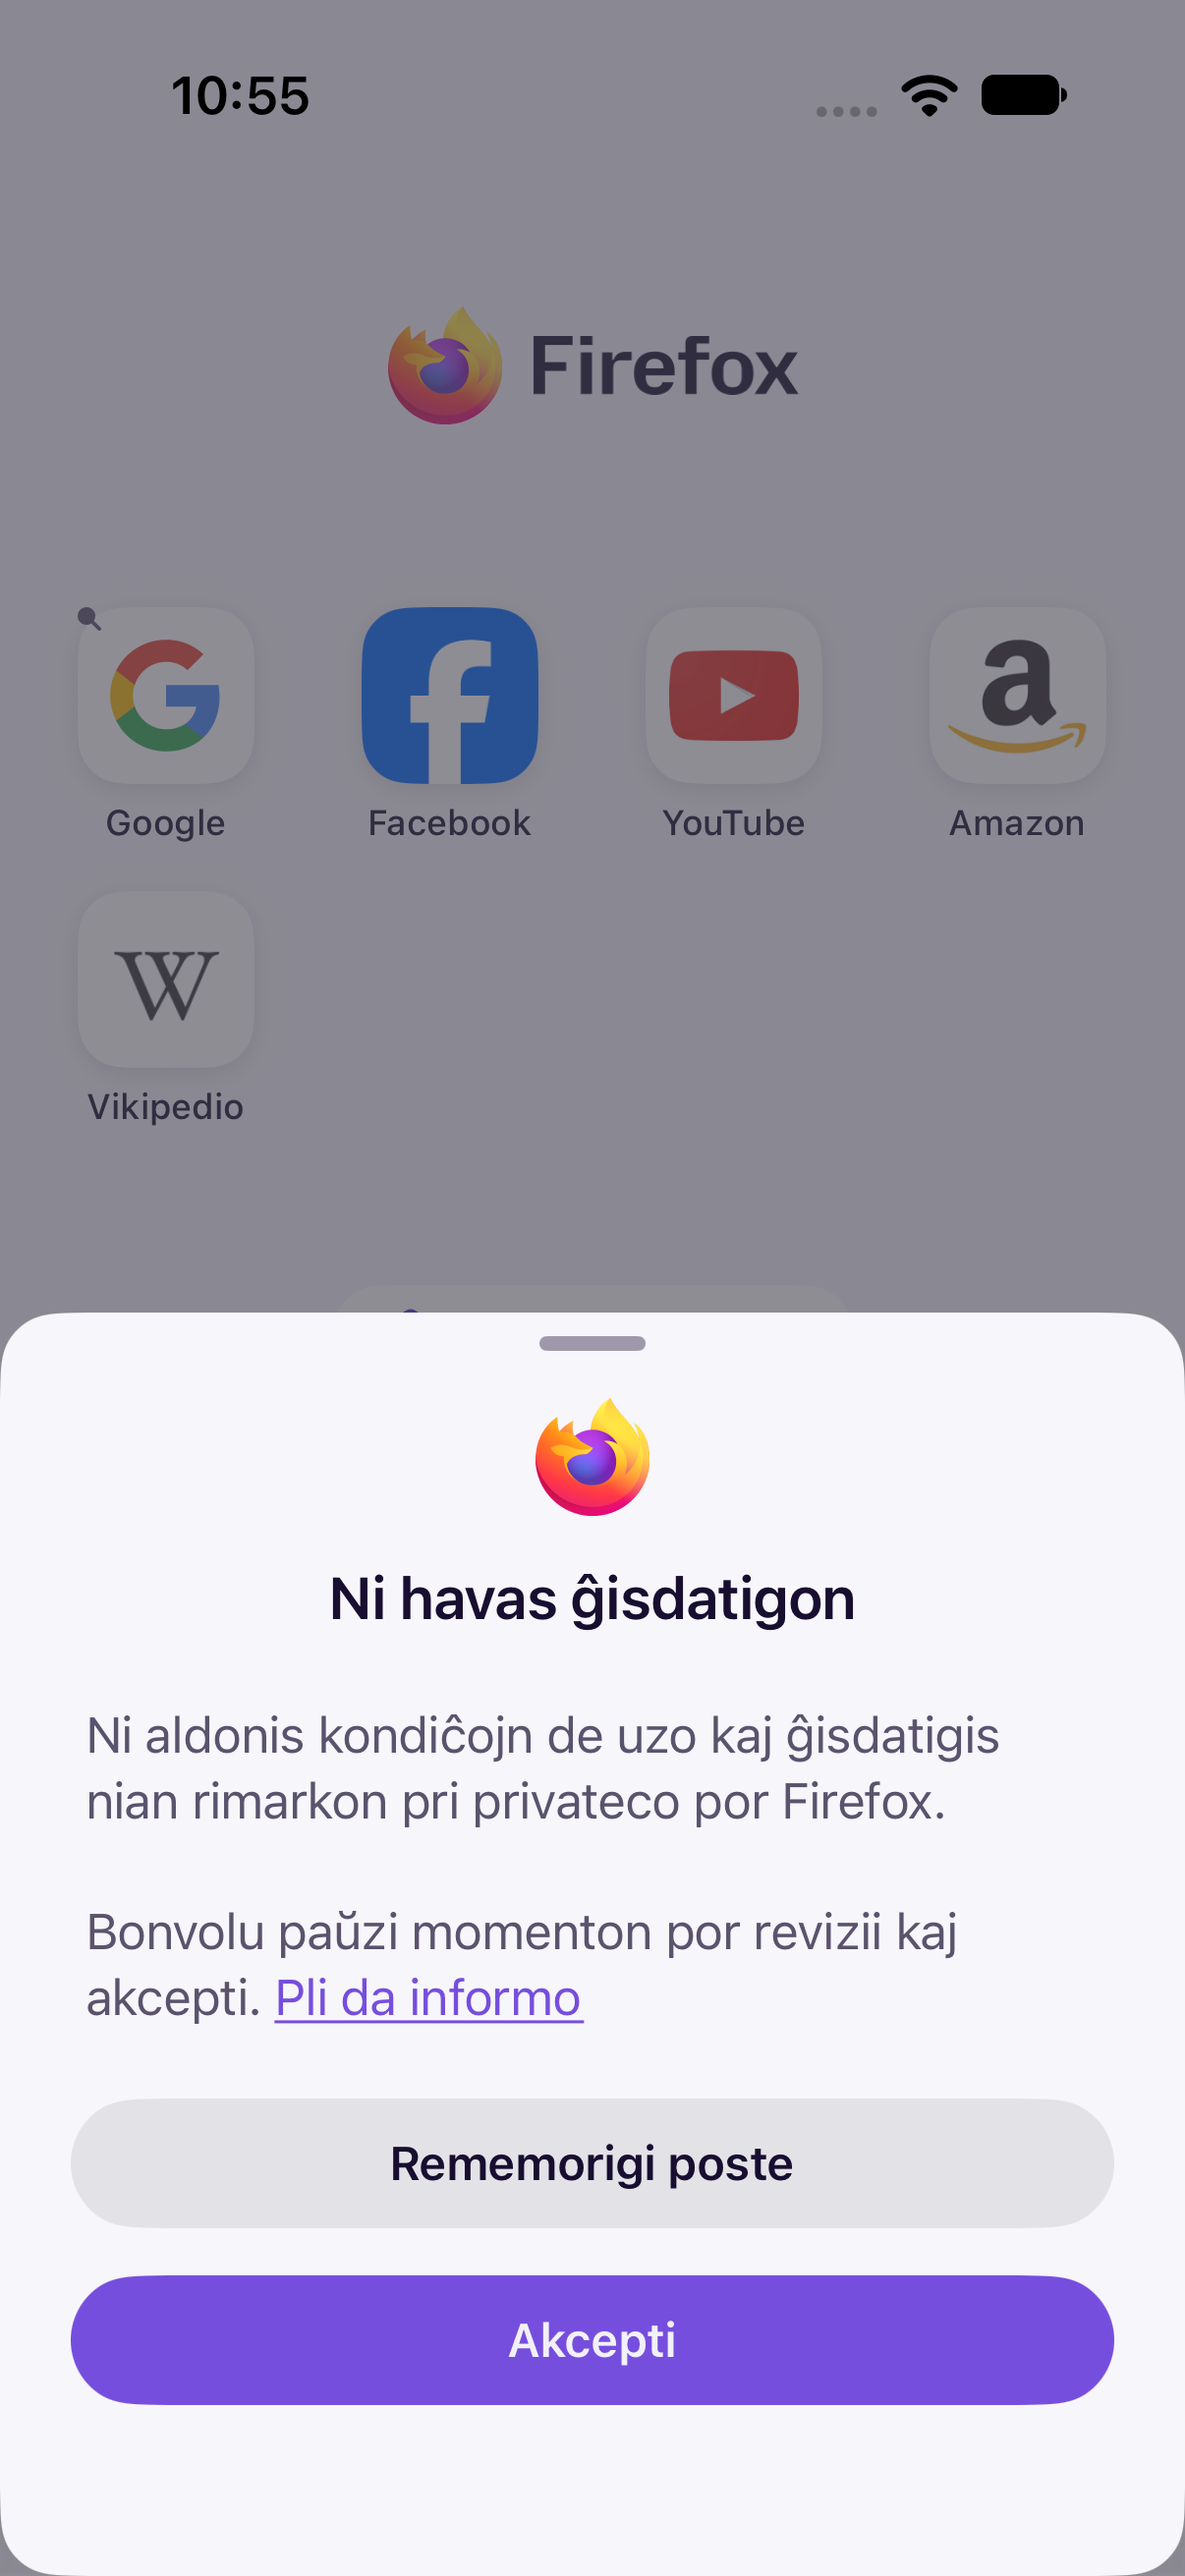 10:55
Firefox
Google
Facebook
YouTube
Amazon
Vikipedio
Ni havas ĝisdatigon
Ni aldonis kondiĉojn de uzo kaj ĝisdatigis
nian rimarkon pri privateco por Firefox.
Bonvolu paŭzi momenton por revizii kaj
akcepti. Pli da informo
Rememorigi poste
Akcepti